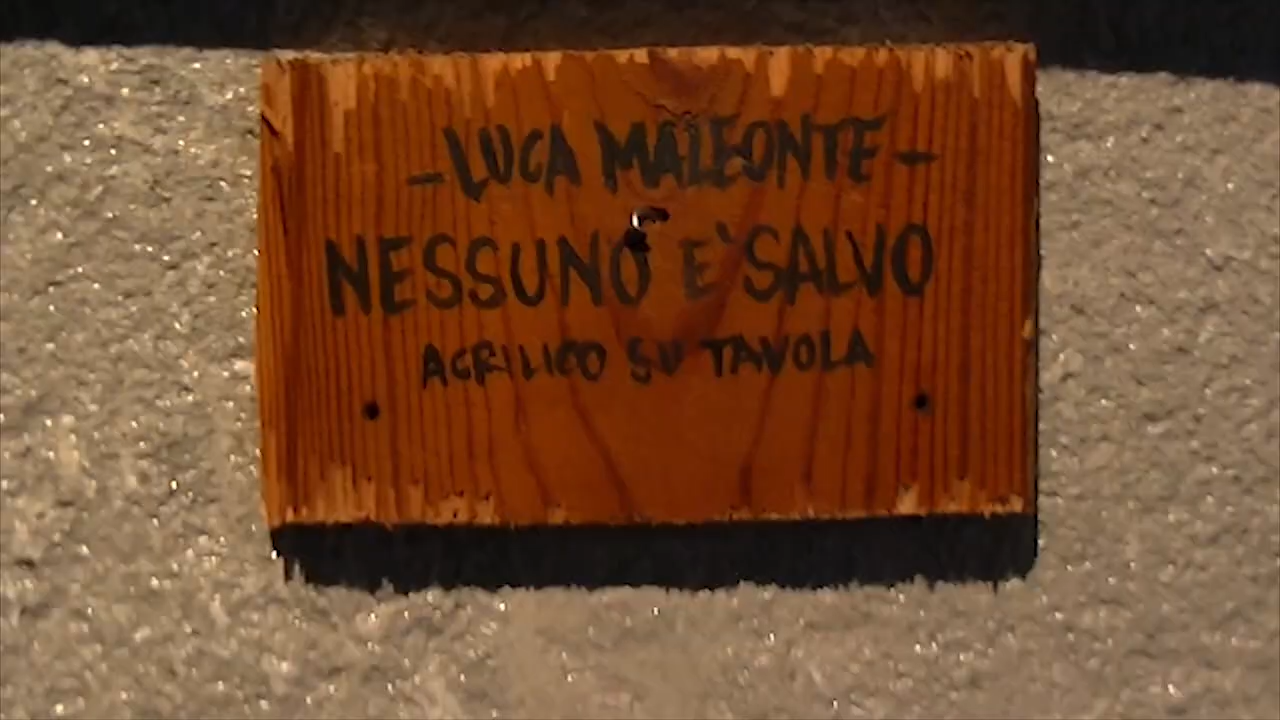 - LUCA MALEONTE -
NESSUNO E' SALVO
ACRILICO SU TAVOLA